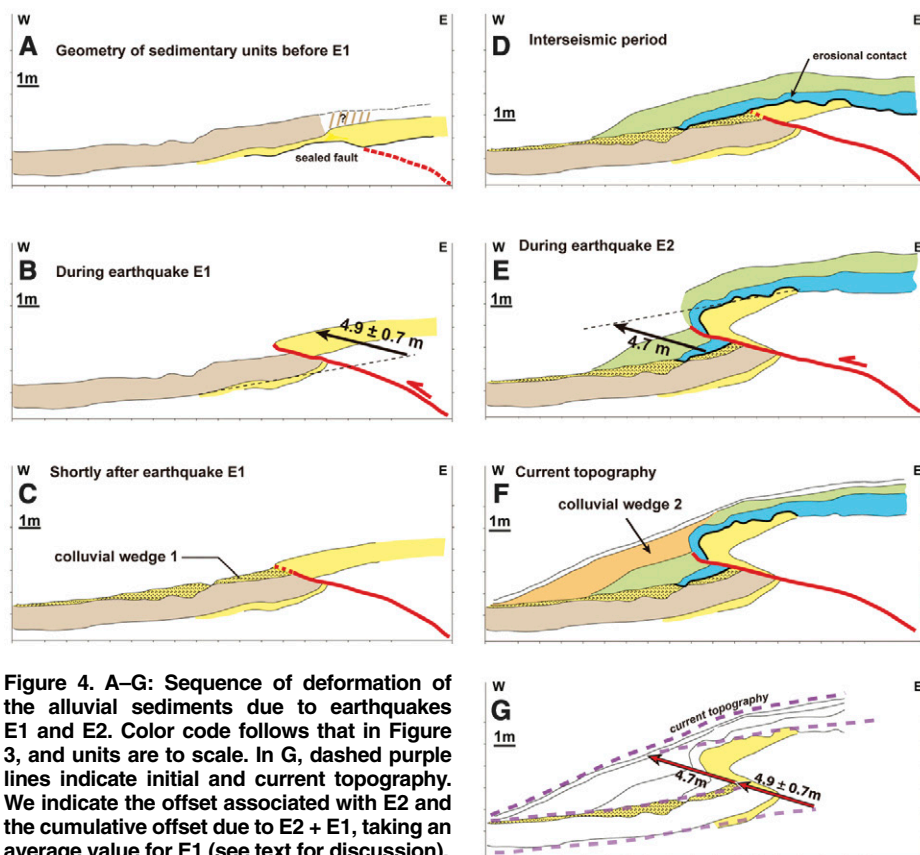 W E
A Geometry of sedimentary units before E1
1m
?
sealed fault
W E
B During earthquake E1
1m
4.9 ± 0.7 m
W E
C Shortly after earthquake E1
1m
colluvial wedge 1
W E
D Interseismic period
erosional contact
1m
W E
E During earthquake E2
1m
4.7 m
W E
F Current topography
1m
colluvial wedge 2
W E
G
current topography
1m
4.7m
4.9 ± 0.7m
Figure 4. A–G: Sequence of deformation of
the alluvial sediments due to earthquakes
E1 and E2. Color code follows that in Figure
3, and units are to scale. In G, dashed purple
lines indicate initial and current topography.
We indicate the offset associated with E2 and
the cumulative offset due to E2 + E1, taking an
average value for E1 (see text for discussion).